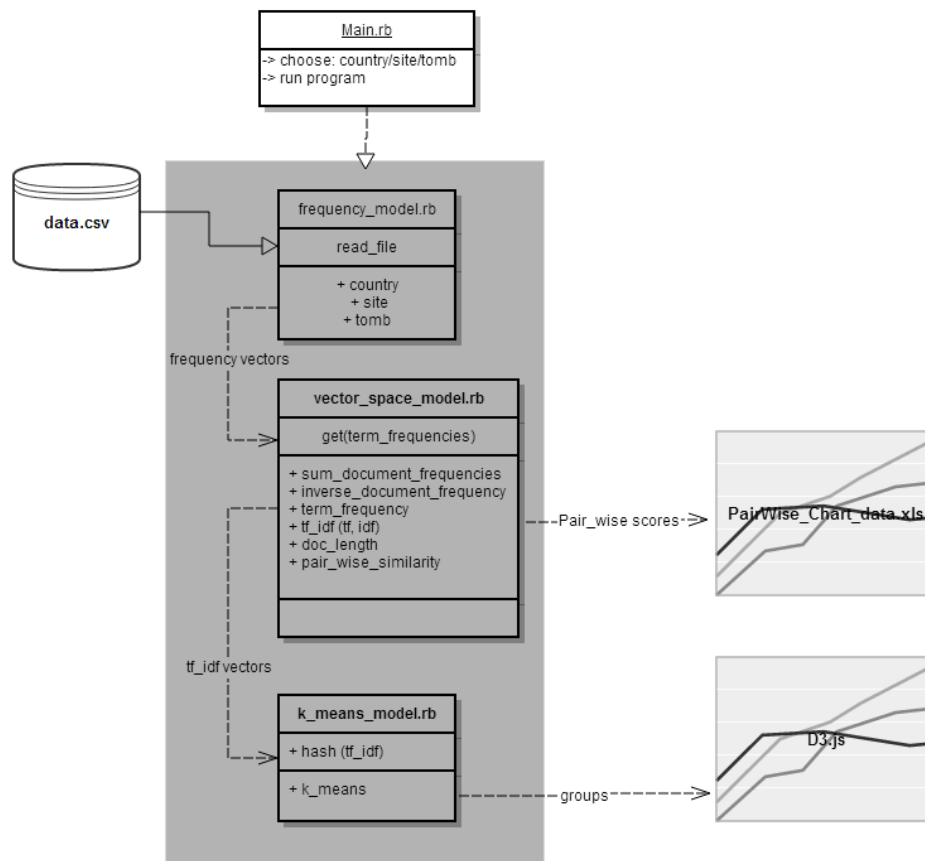 Main.rb
-> choose: country/site/tomb
-> run program
data.csv
frequency_model.rb
read_file
+ country
+ site
+ tomb
frequency vectors
vector_space_model.rb
get(term_frequencies)
+ sum_document_frequencies
+ inverse_document_frequency
+ term_frequency
+ tf_idf (tf, idf)
+ doc_length
+ pair_wise_similarity
Pair_wise scores
PairWise_Chart_data.xls
tf_idf vectors
k_means_model.rb
+ hash (tf_idf)
+ k_means
groups
D3.js